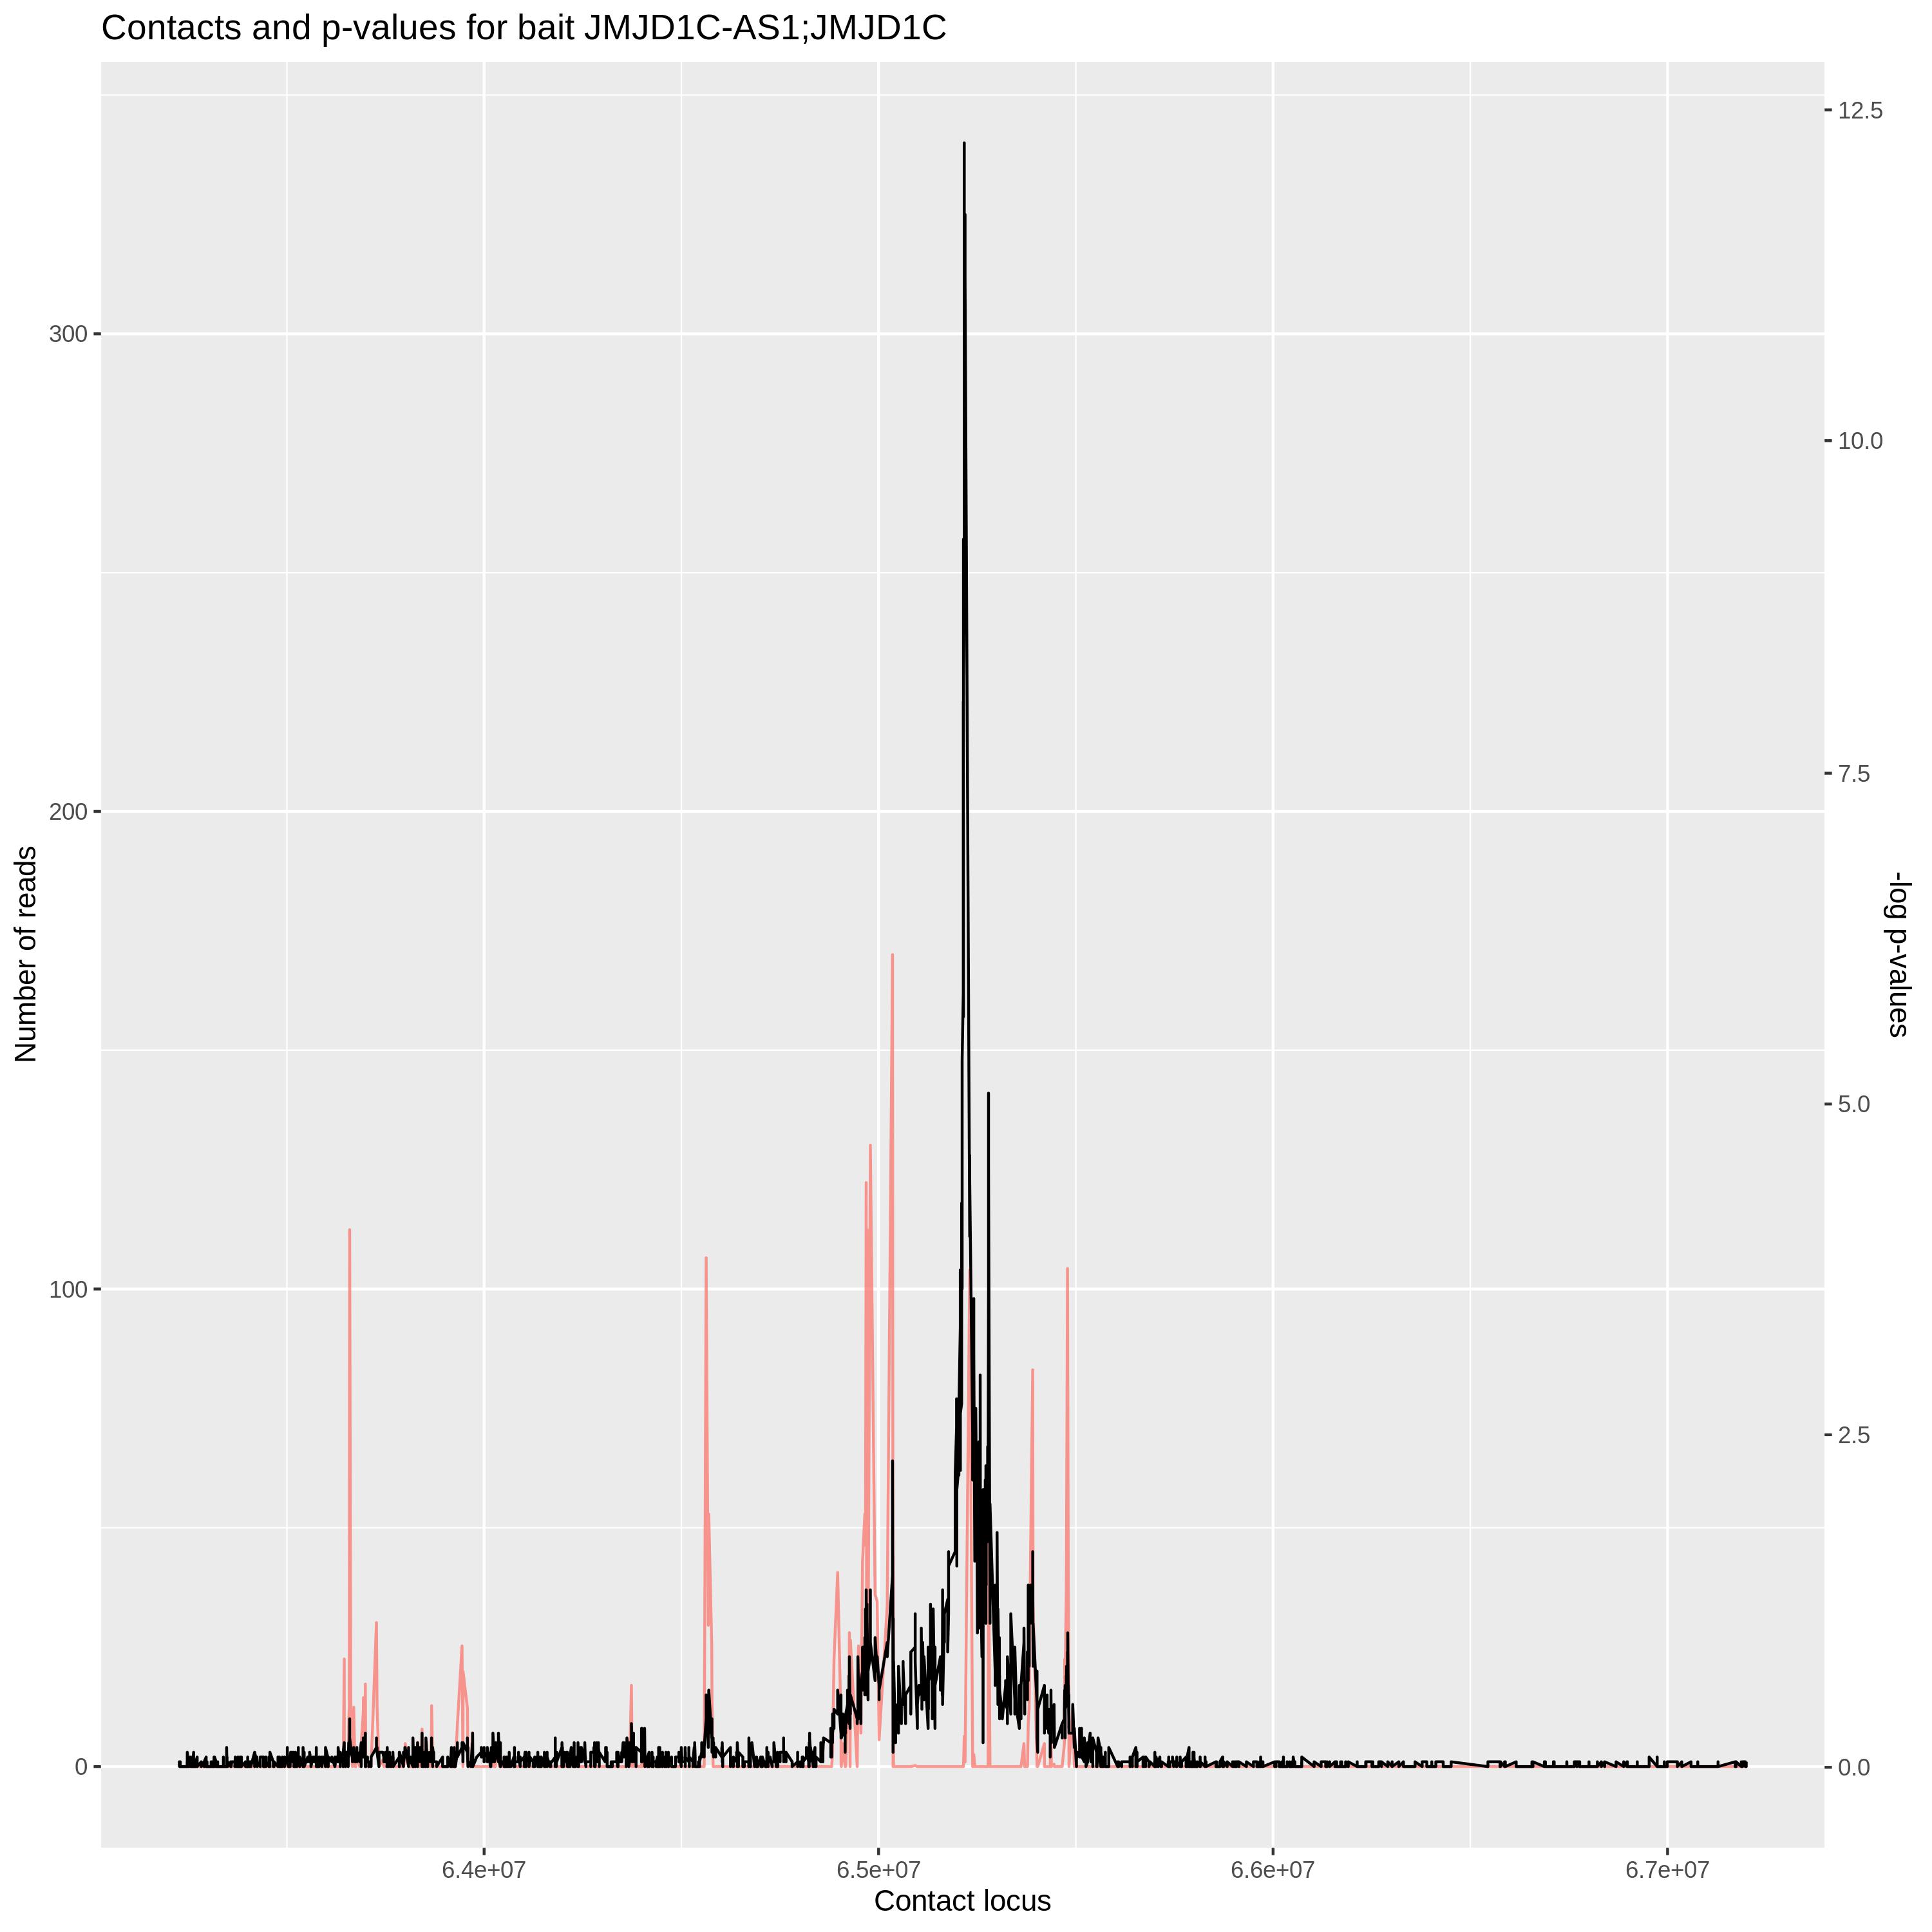 Contacts and p-values for bait JMJD1C-AS1;JMJD1C
12.5
300
10.0
7.5
200
Number of reads
-log p-values
5.0
100
2.5
0
0.0
6.4e+07
6.5e+07
6.6e+07
6.7e+07
Contact locus